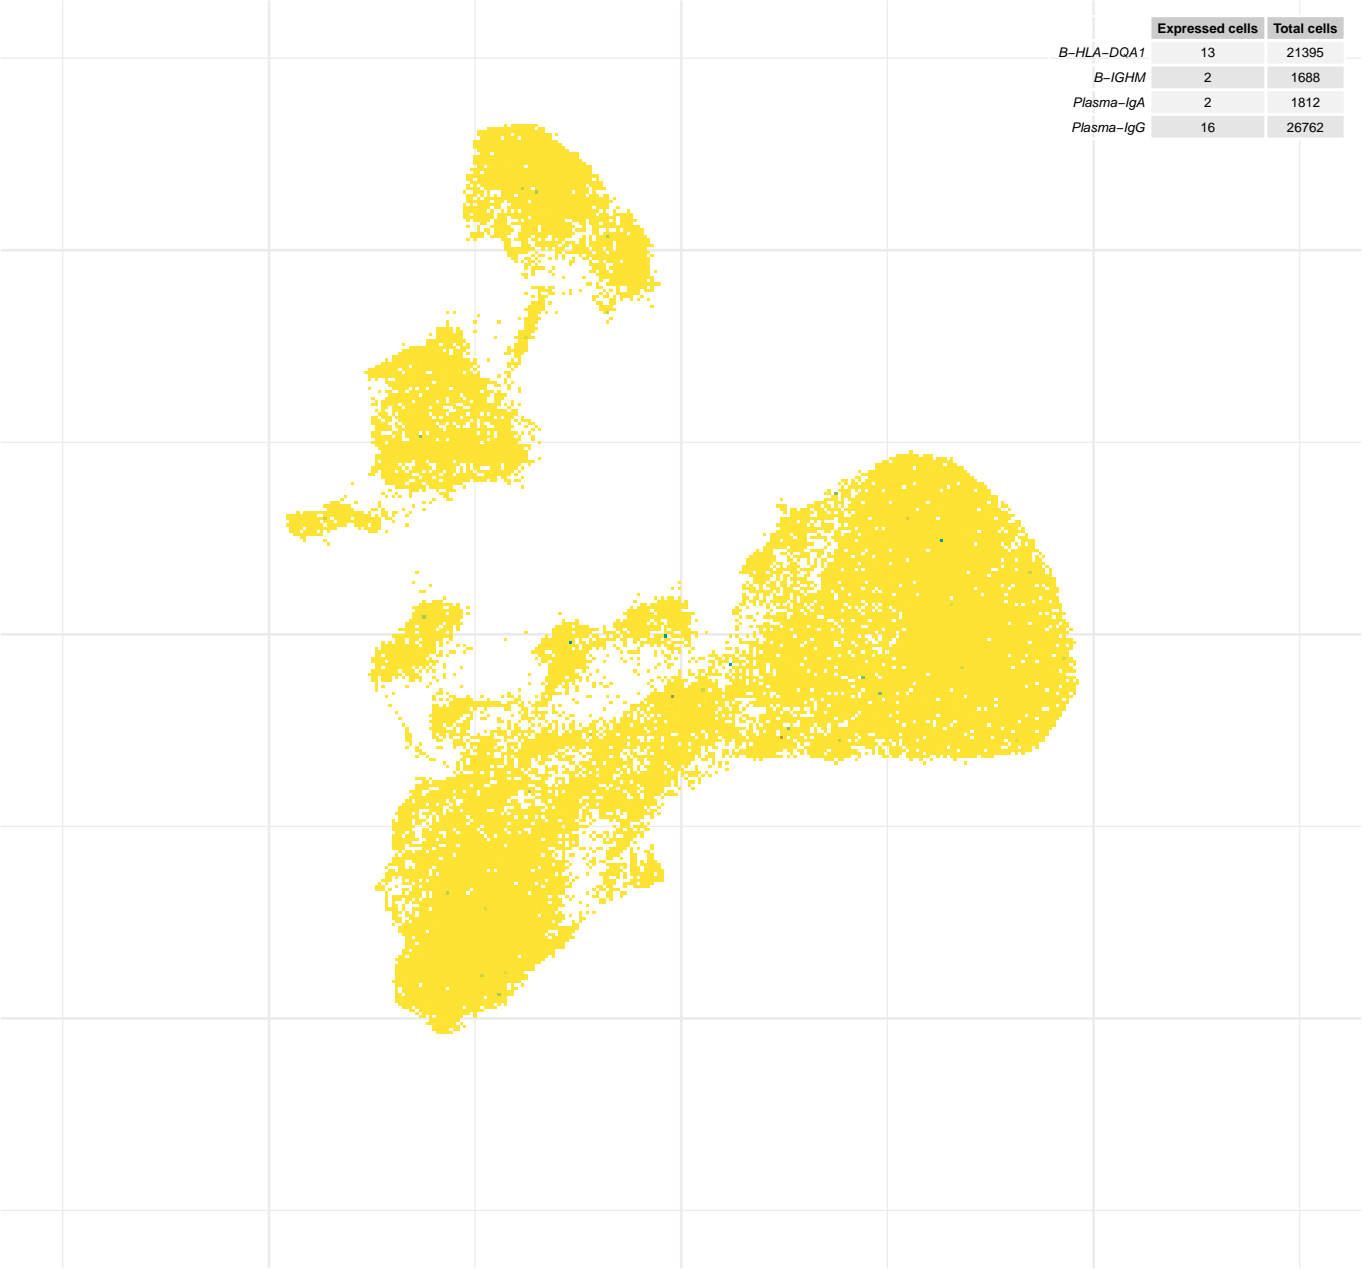 Expressed cells Total cells
B−HLA−DQA1 13 21395
B−IGHM 2 1688
Plasma−IgA 2 1812
Plasma−IgG 16 26762